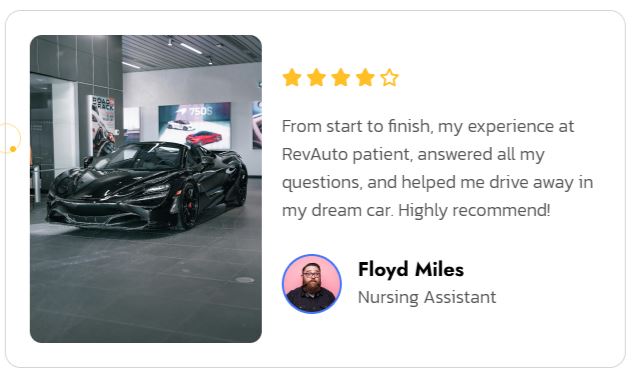 750S
From start to finish, my experience at
RevAuto patient, answered all my
questions, and helped me drive away in
my dream car. Highly recommend!
Floyd Miles
Nursing Assistant